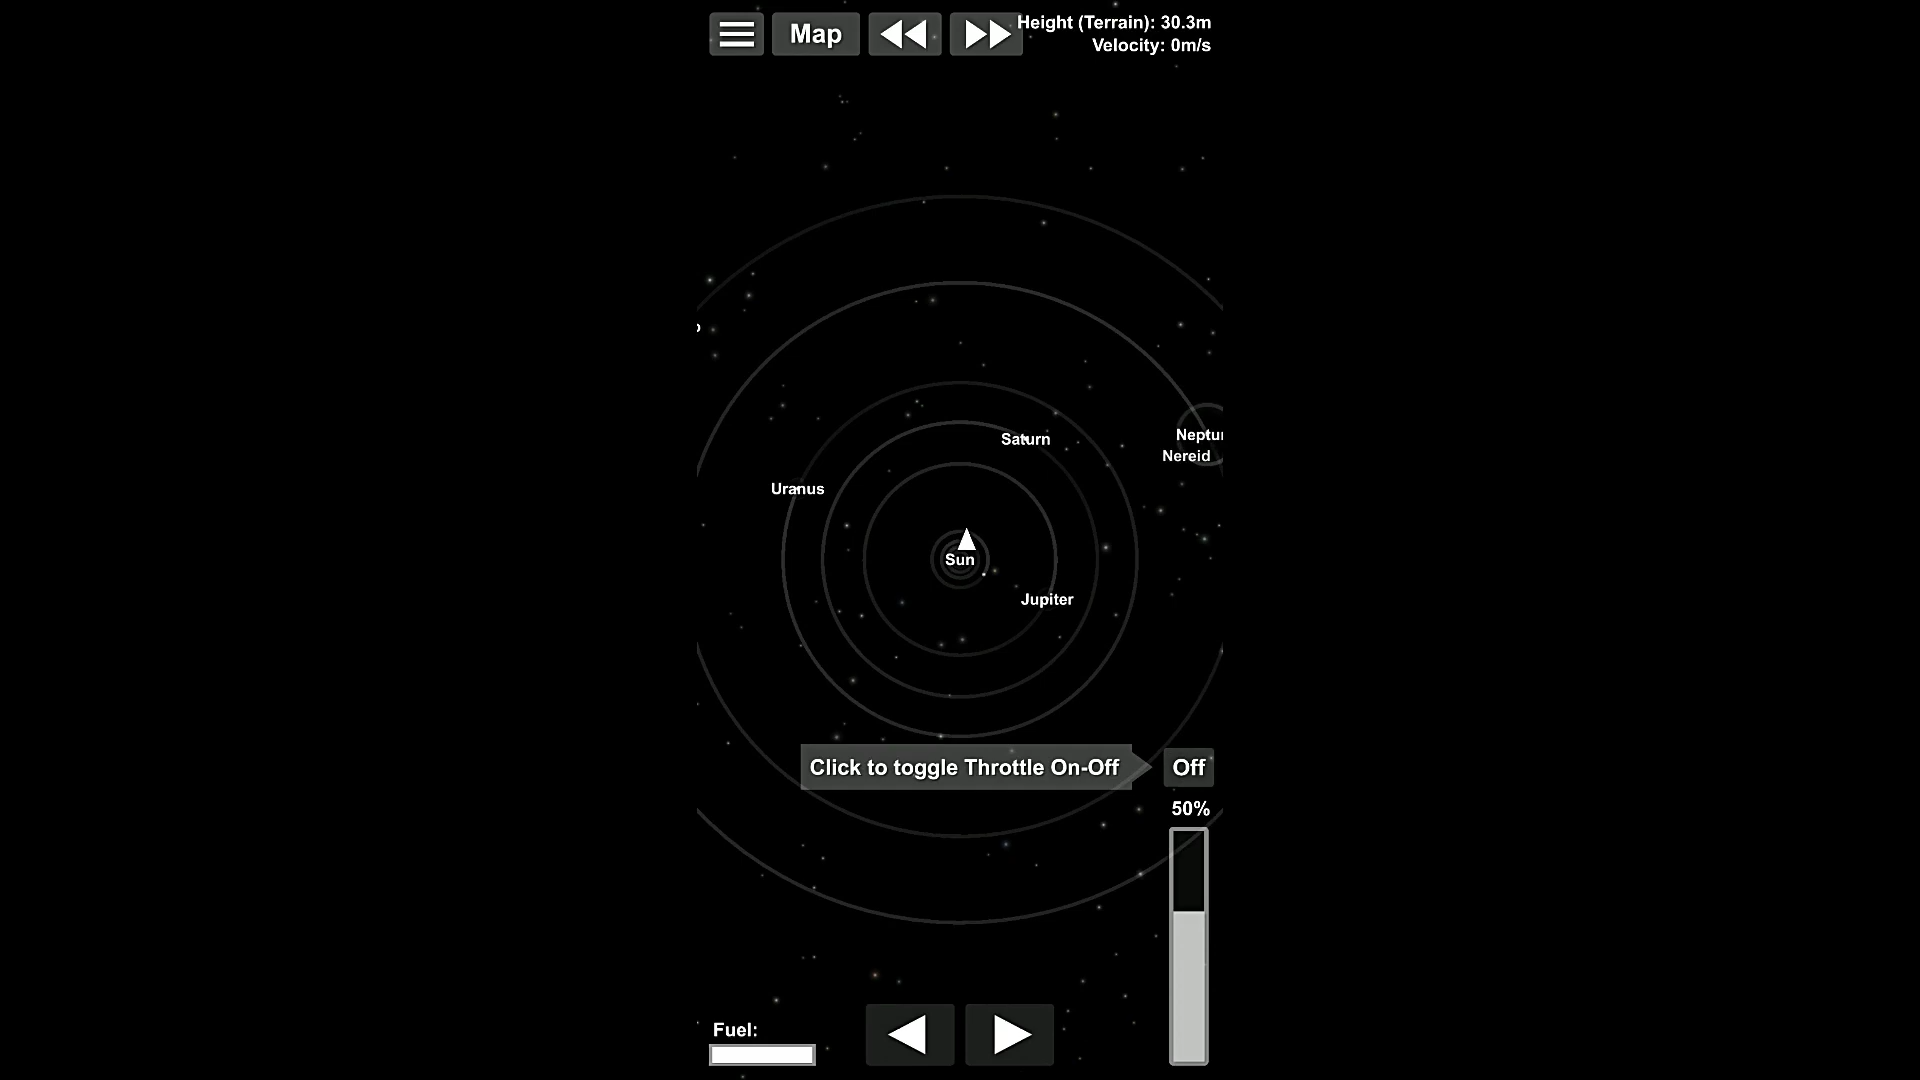 Map
Height (Terrain): 30.3m
Velocity: 0m/s
Saturn
Neptu
Nereid
Uranus
Sun
Jupiter
Click to toggle Throttle On-Off
Off
50%
Fuel: